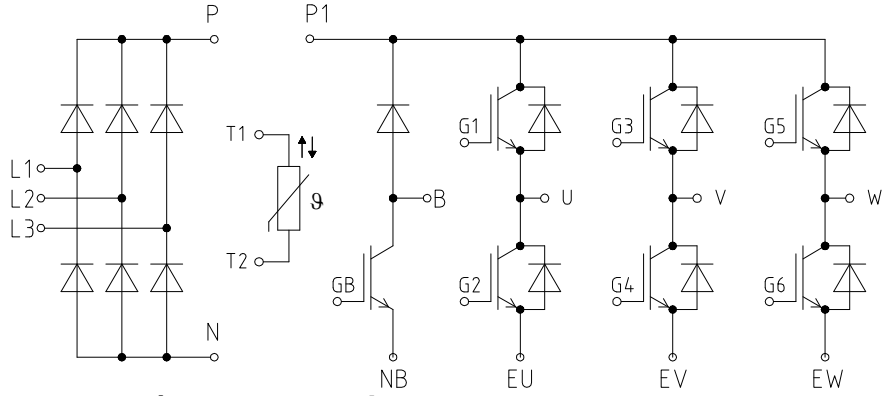 P P1
T1 G1 G3 G5
L1
L2 ϑ B U V W
L3
T2 GB G2 G4 G6
N
NB EU EV EW